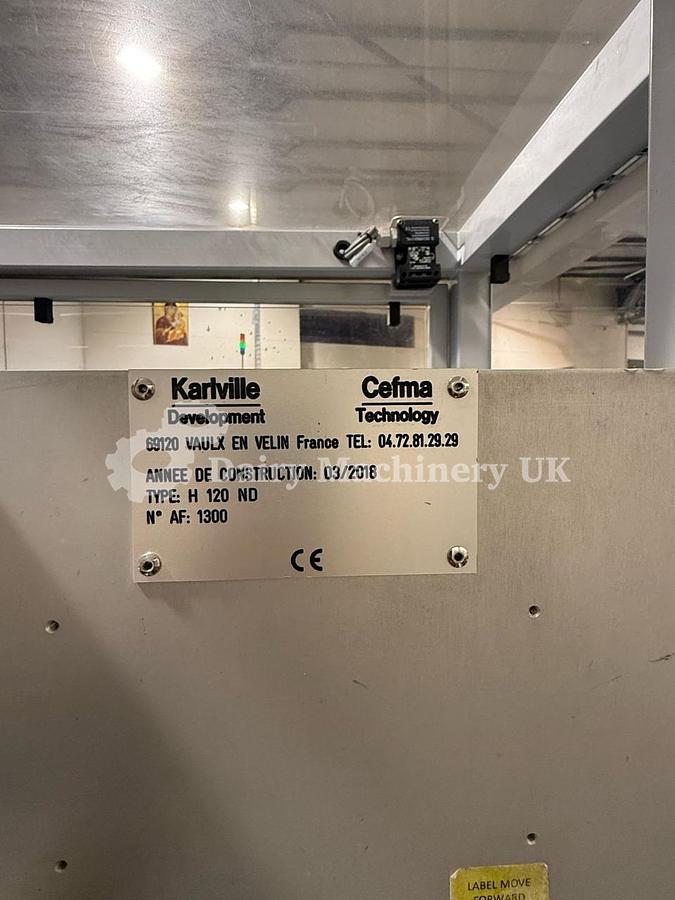 Karlville Cefma
Development Technology
69120 VAULX EN VELIN France TEL: 04.72.81.29.29
Dairy Machinery UK
ANNEE DE CONSTRUCTION: 03/2018
TYPE: H 120 ND
N° AF: 1300
CE
LABEL MOVE
FORWARD